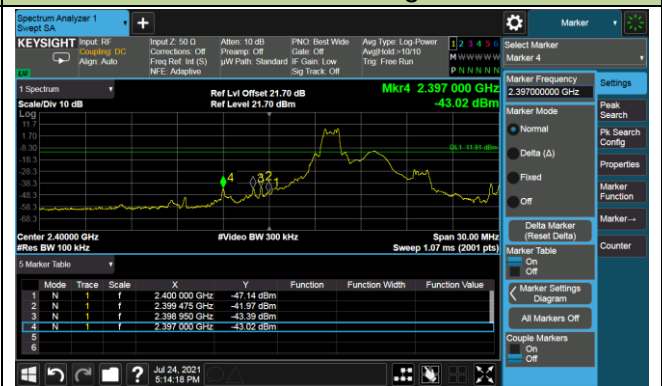 Spectrum Analyzer 1
Swept SA
Marker
KEYSIGHT
Input: RF
Coupling: DC
Align: Auto
Input Z: 50 Ω
Corrections: Off
Freq Ref: Int (S)
NFE: Adaptive
Atten: 10 dB
Preamp: Off
µW Path: Standard
PNO: Best Wide
Gate: Off
IF Gain: Low
Sig Track: Off
Avg Type: Log-Power
Avg|Hold:>10/10
Trig: Free Run
1 2 3 4 5 6
M W W W W W
P N N N N N
Select Marker
Marker 4
1 Spectrum
Scale/Div 10 dB
Ref Lvl Offset 21.70 dB
Ref Level 21.70 dBm
Mkr4 2.397 000 GHz
-43.02 dBm
Log
11.7
1.70
-8.30
-18.3
-28.3
-38.3
-48.3
-58.3
-68.3
DL1 -11.91 dBm
4
3
2
1
Center 2.40000 GHz
#Res BW 100 kHz
#Video BW 300 kHz
Span 30.00 MHz
Sweep 1.07 ms (2001 pts)
5 Marker Table
Mode Trace Scale X Y Function Function Width Function Value
1 N 1 f 2.400 000 GHz -47.14 dBm
2 N 1 f 2.399 475 GHz -41.97 dBm
3 N 1 f 2.398 950 GHz -43.39 dBm
4 N 1 f 2.397 000 GHz -43.02 dBm
5
6
Marker Frequency
2.397000000 GHz
Marker Mode
Normal
Delta (Δ)
Fixed
Off
Delta Marker
(Reset Delta)
Marker Table
On
Off
Marker Settings
Diagram
All Markers Off
Couple Markers
On
Off
Settings
Peak
Search
Pk Search
Config
Properties
Marker
Function
Marker→
Counter
Jul 24, 2021
5:14:18 PM